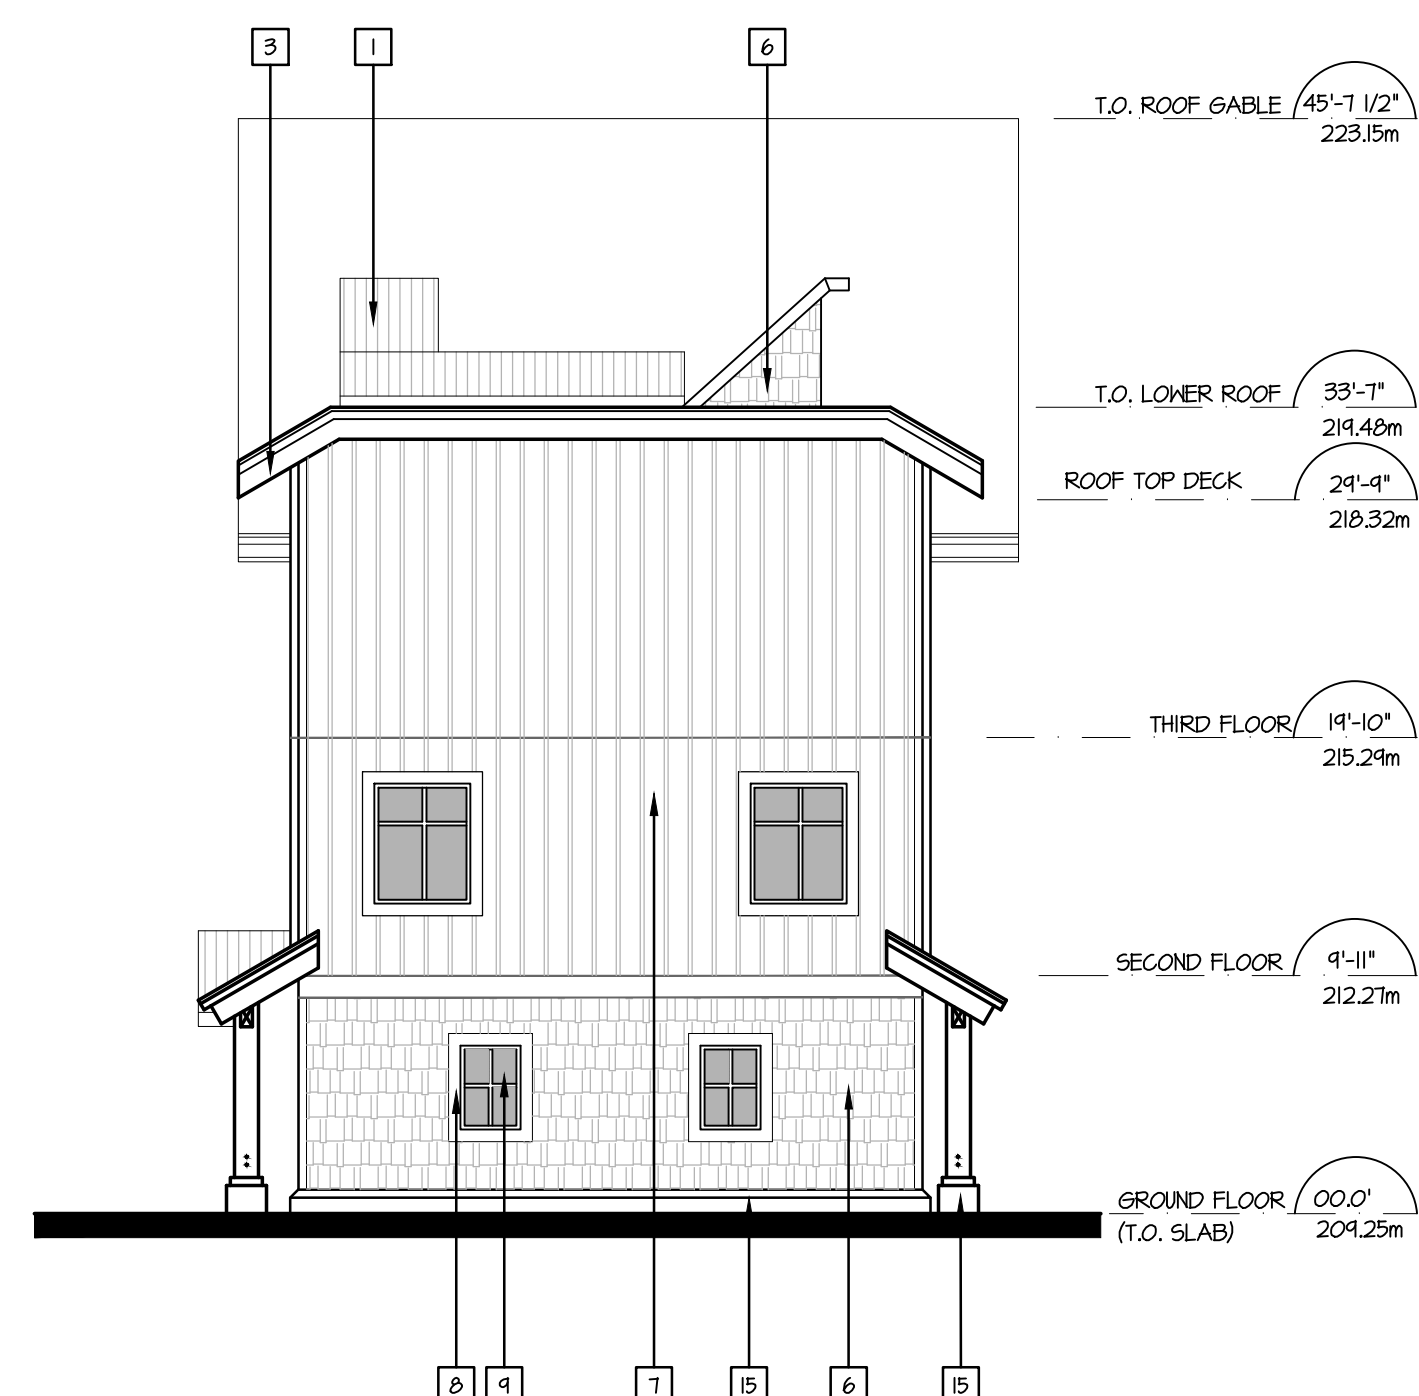 3 1 6
T.O. ROOF GABLE 45'-7 1/2"
223.15m
T.O. LOWER ROOF 33'-7"
219.48m
ROOF TOP DECK 29'-9"
218.32m
THIRD FLOOR 19'-10"
215.29m
SECOND FLOOR 9'-11"
212.27m
GROUND FLOOR 00.0'
(T.O. SLAB) 209.25m
8 9 7 15 6 15